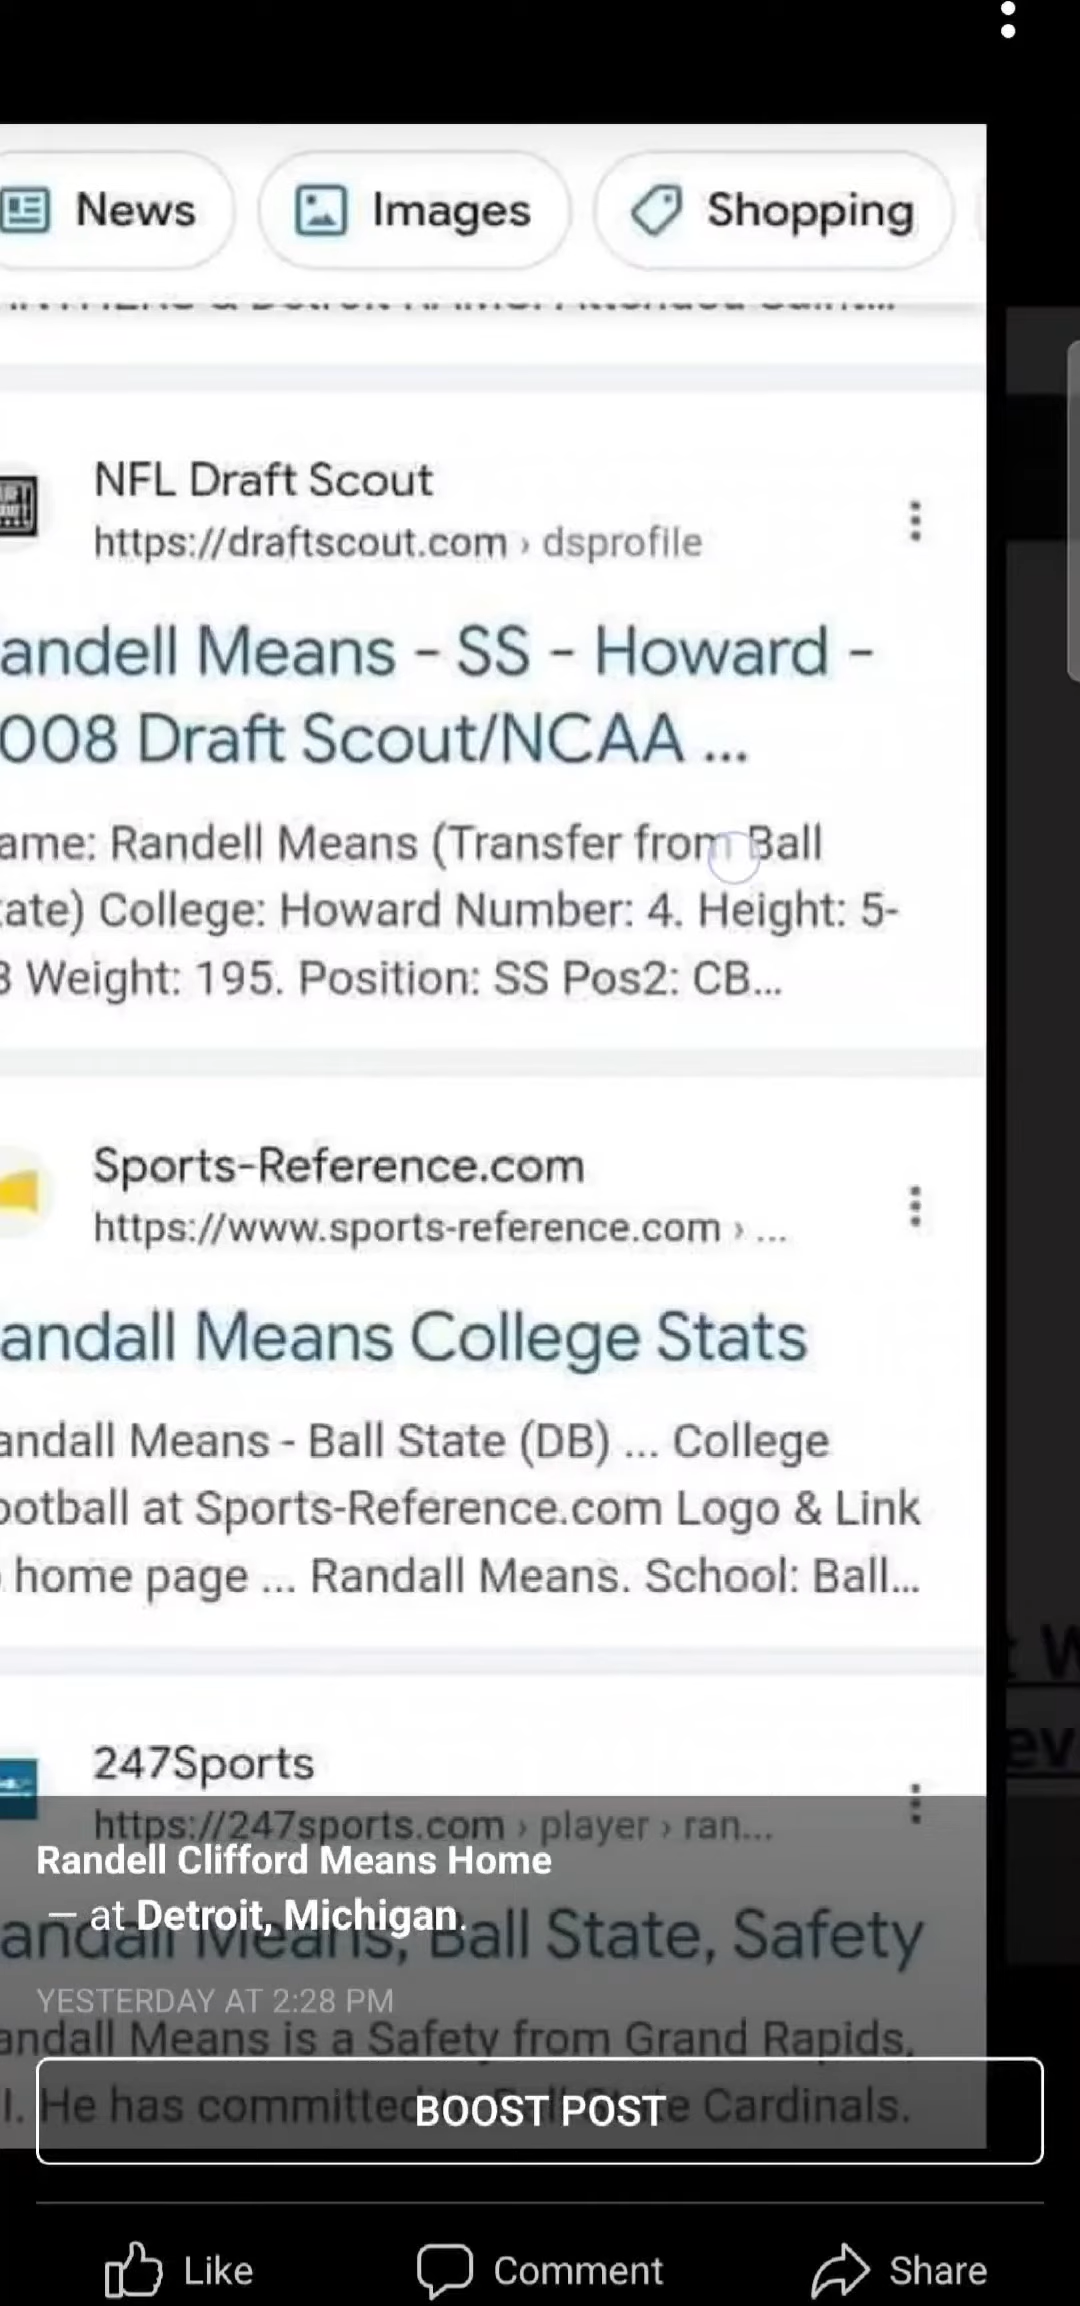 News Images Shopping
NFL Draft Scout
https://draftscout.com › dsprofile
andell Means - SS - Howard -
008 Draft Scout/NCAA ...
ame: Randell Means (Transfer from Ball
ate) College: Howard Number: 4. Height: 5-
Weight: 195. Position: SS Pos2: CB...
Sports-Reference.com
https://www.sports-reference.com › ...
andall Means College Stats
andall Means - Ball State (DB) ... College
ootball at Sports-Reference.com Logo & Link
home page ... Randall Means. School: Ball...
247Sports
https://247sports.com › player › ran...
Randell Clifford Means Home
— at Detroit, Michigan.
andall Means, Ball State, Safety
YESTERDAY AT 2:28 PM
andall Means is a Safety from Grand Rapids,
I. He has committed Ball State Cardinals.
BOOST POST
Like Comment Share